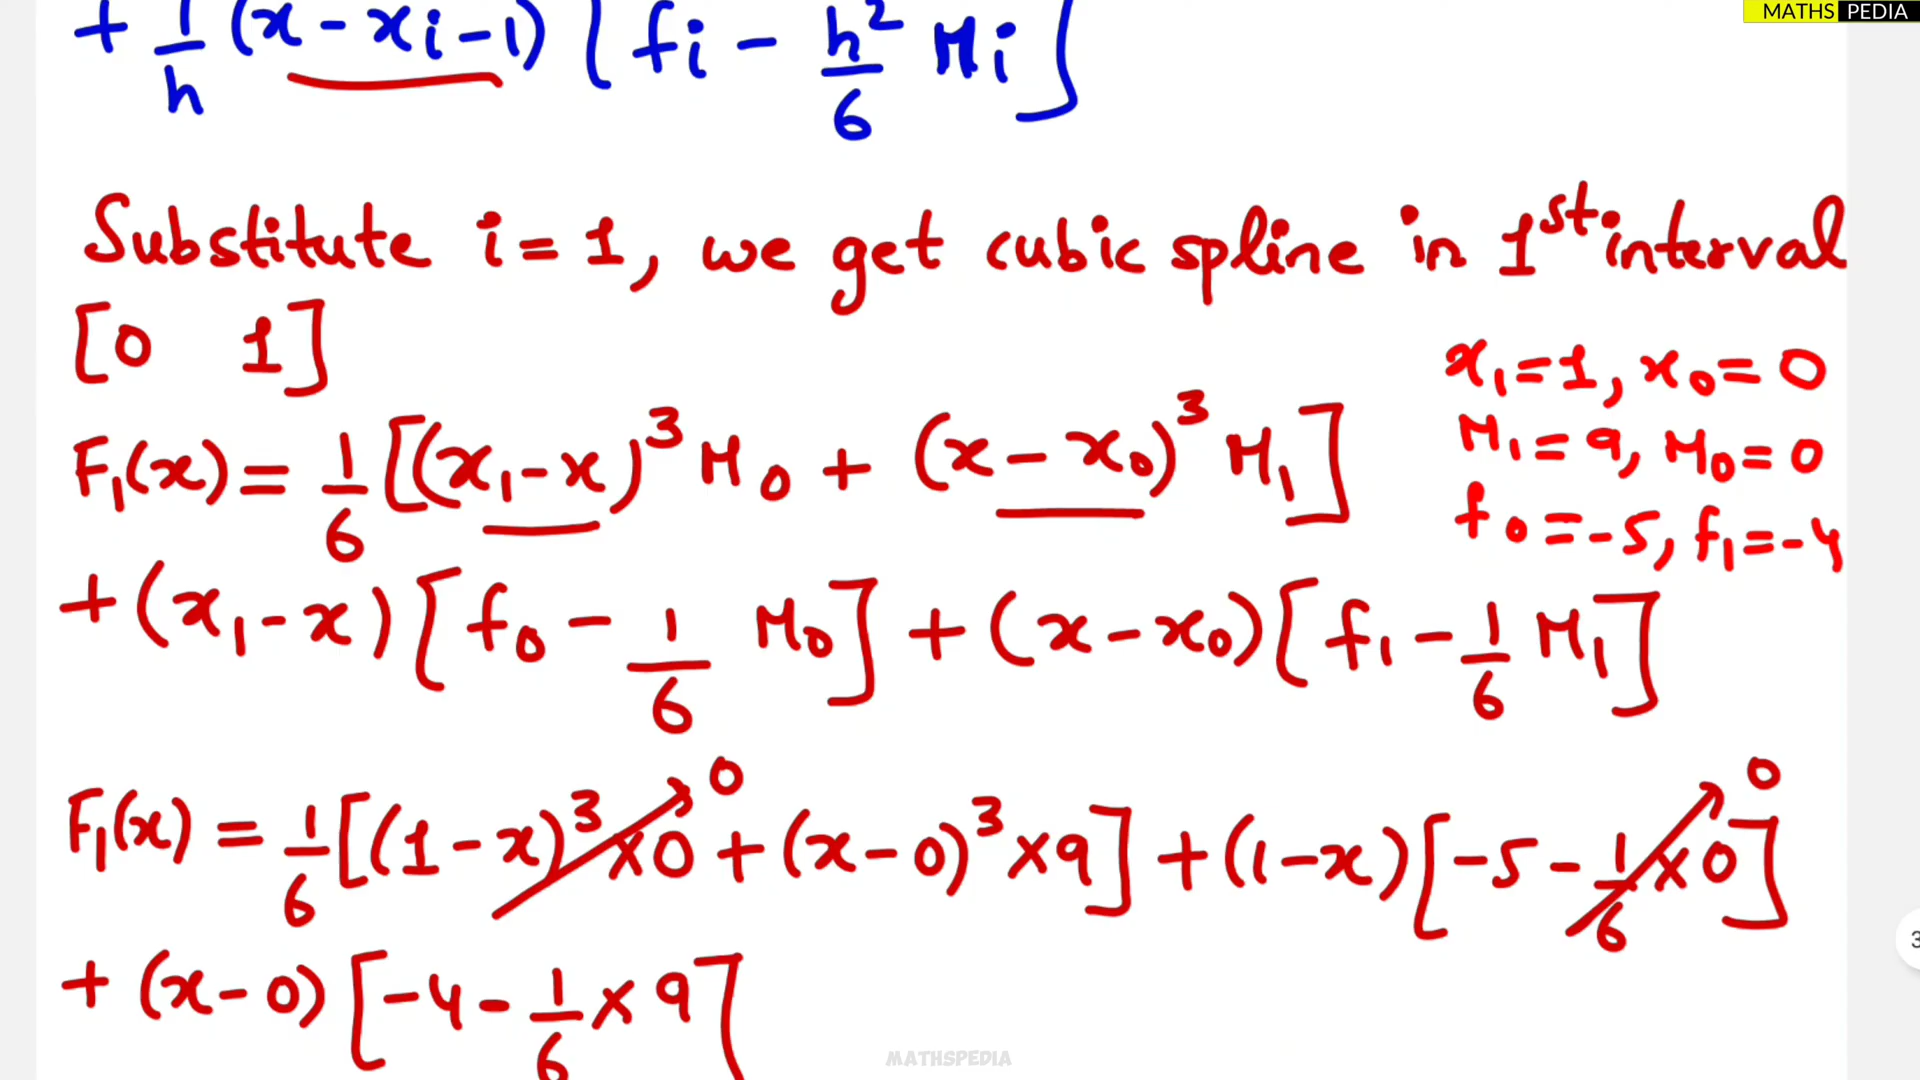 MATHS PEDIA
+ 1/h (x - xi-1) [fi - h²/6 Mi]
Substitute i = 1, we get cubic spline in 1st interval
[0 1]
x₁ = 1, x₀ = 0
M₁ = 9, M₀ = 0
f₀ = -5, f₁ = -4
F₁(x) = 1/6 [(x₁ - x)³ M₀ + (x - x₀)³ M₁]
+ (x₁ - x) [f₀ - 1/6 M₀] + (x - x₀) [f₁ - 1/6 M₁]
F₁(x) = 1/6 [(1 - x)³ × 0 + (x - 0)³ × 9] + (1 - x) [-5 - 1/6 × 0]
0 0
+ (x - 0) [-4 - 1/6 × 9]
3
MATHSPEDIA